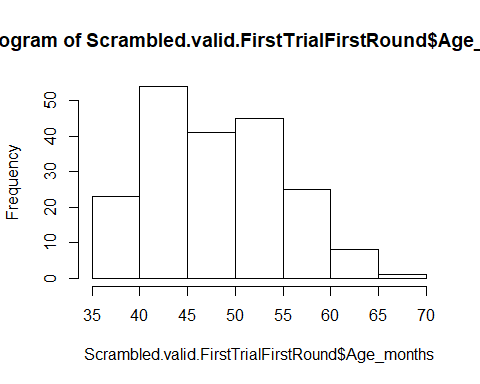 ogram of Scrambled.valid.FirstTrialFirstRound$Age_
Frequency
50
40
30
20
10
0
35 40 45 50 55 60 65 70
Scrambled.valid.FirstTrialFirstRound$Age_months